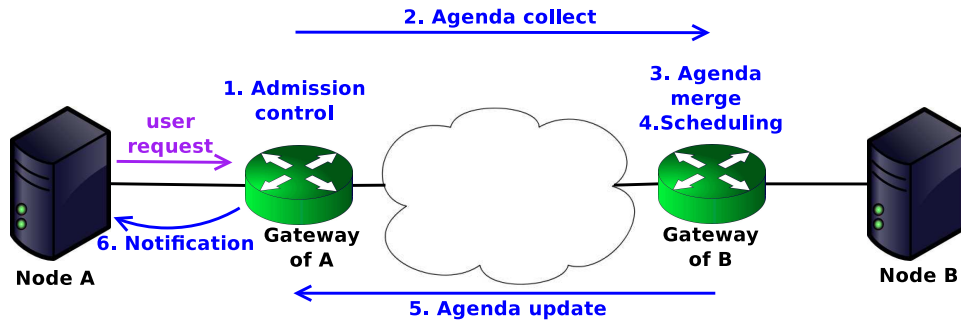 2. Agenda collect
1. Admission
control
3. Agenda
merge
4.Scheduling
user
request
6. Notification
Gateway
of A
Gateway
of B
Node A
Node B
5. Agenda update